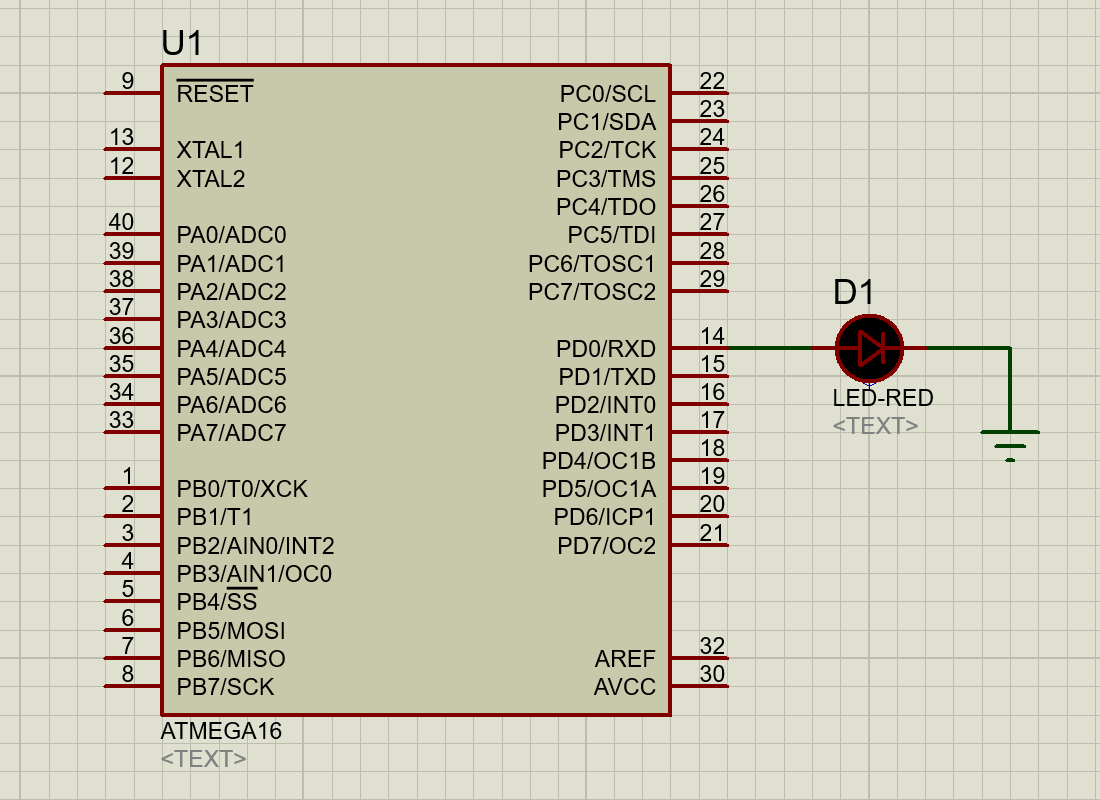 U1
9 RESET
13 XTAL1
12 XTAL2
40 PA0/ADC0
39 PA1/ADC1
38 PA2/ADC2
37 PA3/ADC3
36 PA4/ADC4
35 PA5/ADC5
34 PA6/ADC6
33 PA7/ADC7
1 PB0/T0/XCK
2 PB1/T1
3 PB2/AIN0/INT2
4 PB3/AIN1/OC0
5 PB4/SS
6 PB5/MOSI
7 PB6/MISO
8 PB7/SCK
PC0/SCL 22
PC1/SDA 23
PC2/TCK 24
PC3/TMS 25
PC4/TDO 26
PC5/TDI 27
PC6/TOSC1 28
PC7/TOSC2 29
PD0/RXD 14
PD1/TXD 15
PD2/INT0 16
PD3/INT1 17
PD4/OC1B 18
PD5/OC1A 19
PD6/ICP1 20
PD7/OC2 21
AREF 32
AVCC 30
ATMEGA16
<TEXT>
D1
LED-RED
<TEXT>